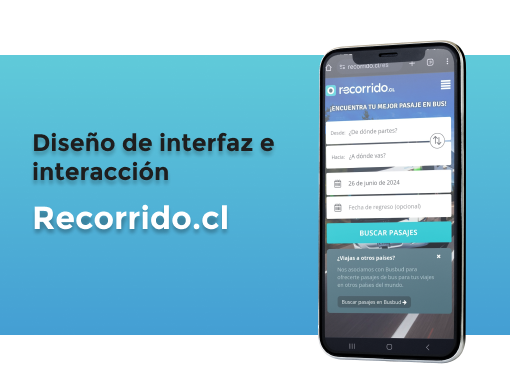 Diseño de interfaz e
interacción
Recorrido.cl
recorrido.cl/es
recorrido.CL
¡ENCUENTRA TU MEJOR PASAJE EN BUS!
Desde: ¿De dónde partes?
Hacia: ¿A dónde vas?
26 de junio de 2024
Fecha de regreso (opcional)
BUSCAR PASAJES
¿Viajas a otros países?
Nos asociamos con Busbud para
ofrecerte pasajes de bus para tus viajes
en otros países del mundo.
Buscar pasajes en Busbud